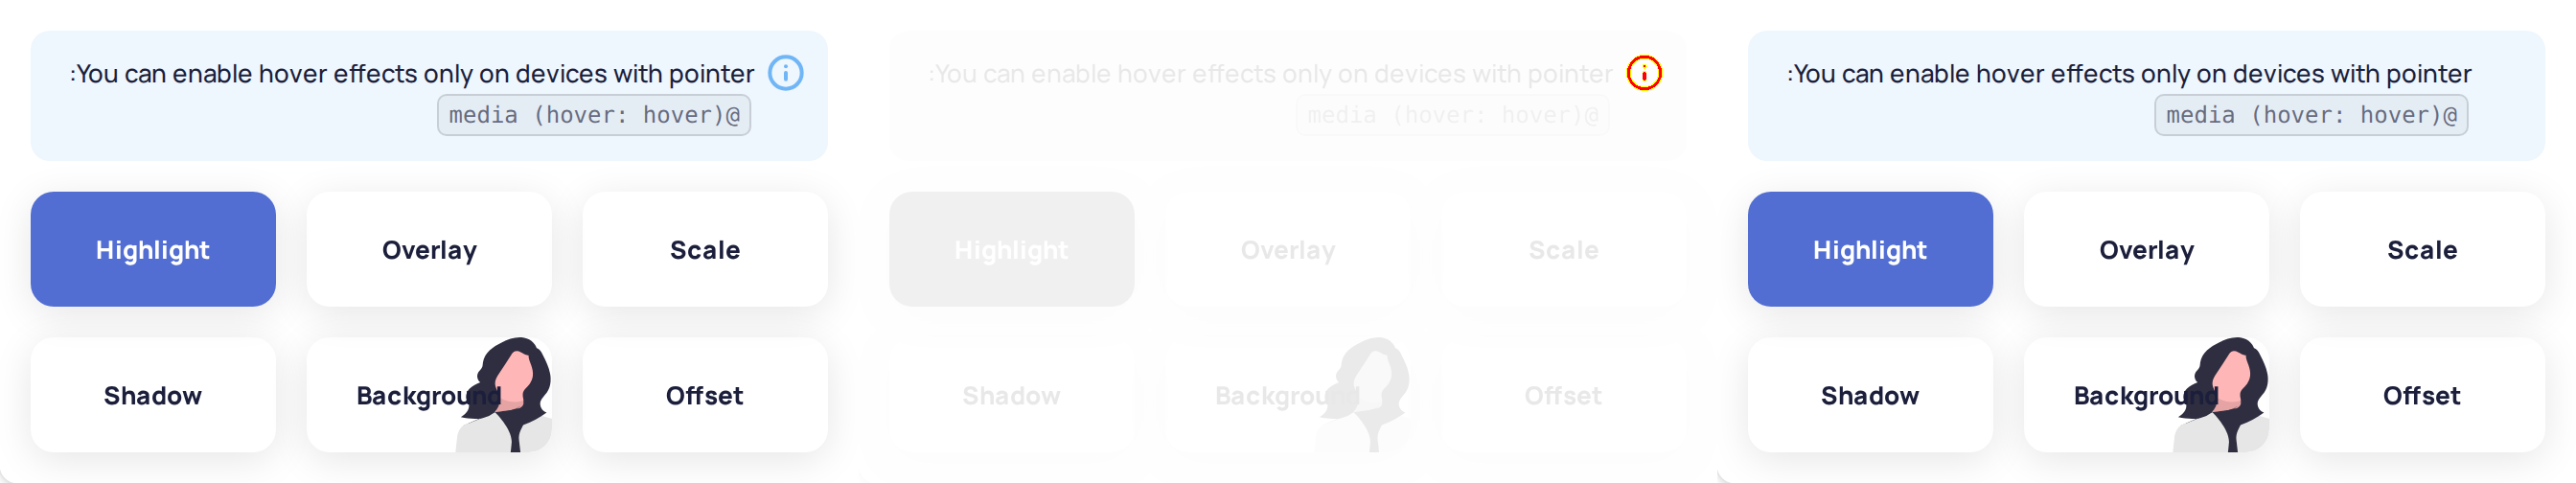 :You can enable hover effects only on devices with pointer
media (hover: hover)@
Highlight
Overlay
Scale
Shadow
Background
Offset
:You can enable hover effects only on devices with pointer
media (hover: hover)@
Highlight
Overlay
Scale
Shadow
Background
Offset
:You can enable hover effects only on devices with pointer
media (hover: hover)@
Highlight
Overlay
Scale
Shadow
Background
Offset